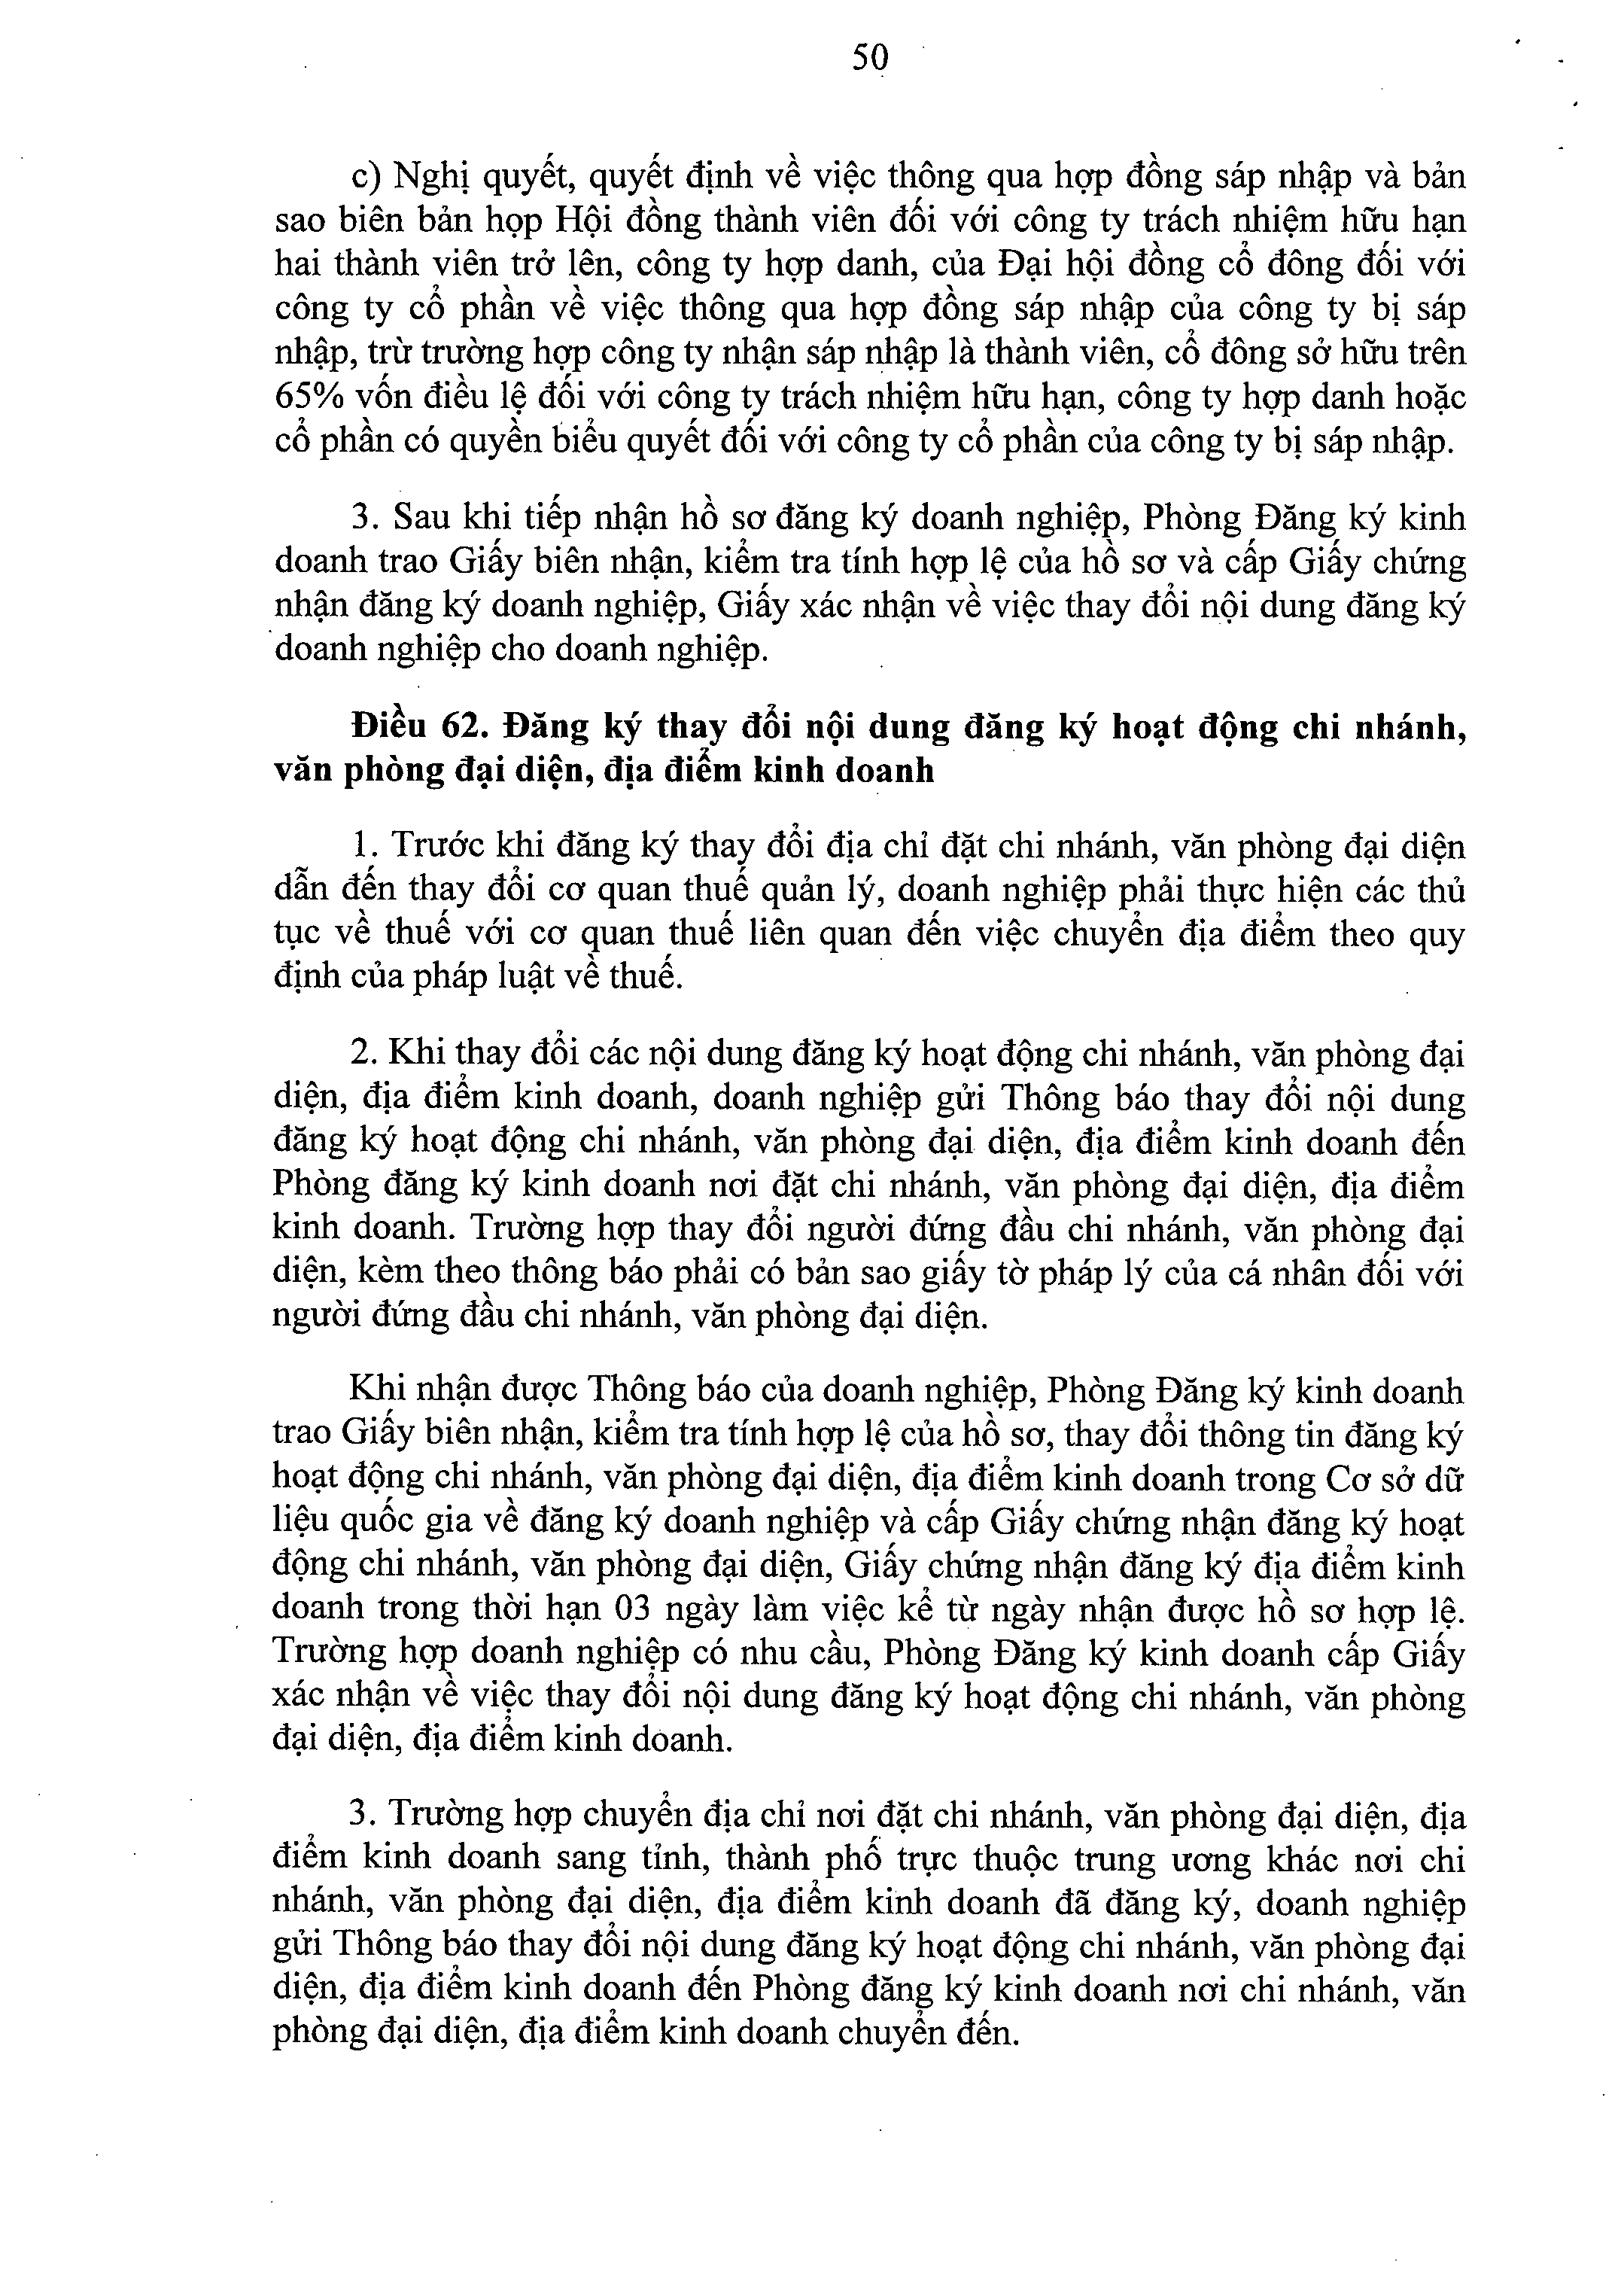 50
c) Nghị quyết, quyết định về việc thông qua hợp đồng sáp nhập và bản
sao biên bản họp Hội đồng thành viên đối với công ty trách nhiệm hữu hạn
hai thành viên trở lên, công ty hợp danh, của Đại hội đồng cổ đông đối với
công ty cổ phần về việc thông qua hợp đồng sáp nhập của công ty bị sáp
nhập, trừ trường hợp công ty nhận sáp nhập là thành viên, cổ đông sở hữu trên
65% vốn điều lệ đối với công ty trách nhiệm hữu hạn, công ty hợp danh hoặc
cổ phần có quyền biểu quyết đối với công ty cổ phần của công ty bị sáp nhập.
3. Sau khi tiếp nhận hồ sơ đăng ký doanh nghiệp, Phòng Đăng ký kinh
doanh trao Giấy biên nhận, kiểm tra tính hợp lệ của hồ sơ và cấp Giấy chứng
nhận đăng ký doanh nghiệp, Giấy xác nhận về việc thay đổi nội dung đăng ký
doanh nghiệp cho doanh nghiệp.
Điều 62. Đăng ký thay đổi nội dung đăng ký hoạt động chi nhánh,
văn phòng đại diện, địa điểm kinh doanh
1. Trước khi đăng ký thay đổi địa chỉ đặt chi nhánh, văn phòng đại diện
dẫn đến thay đổi cơ quan thuế quản lý, doanh nghiệp phải thực hiện các thủ
tục về thuế với cơ quan thuế liên quan đến việc chuyển địa điểm theo quy
định của pháp luật về thuế.
2. Khi thay đổi các nội dung đăng ký hoạt động chi nhánh, văn phòng đại
diện, địa điểm kinh doanh, doanh nghiệp gửi Thông báo thay đổi nội dung
đăng ký hoạt động chi nhánh, văn phòng đại diện, địa điểm kinh doanh đến
Phòng đăng ký kinh doanh nơi đặt chi nhánh, văn phòng đại diện, địa điểm
kinh doanh. Trường hợp thay đổi người đứng đầu chi nhánh, văn phòng đại
diện, kèm theo thông báo phải có bản sao giấy tờ pháp lý của cá nhân đối với
người đứng đầu chi nhánh, văn phòng đại diện.
Khi nhận được Thông báo của doanh nghiệp, Phòng Đăng ký kinh doanh
trao Giấy biên nhận, kiểm tra tính hợp lệ của hồ sơ, thay đổi thông tin đăng ký
hoạt động chi nhánh, văn phòng đại diện, địa điểm kinh doanh trong Cơ sở dữ
liệu quốc gia về đăng ký doanh nghiệp và cấp Giấy chứng nhận đăng ký hoạt
động chi nhánh, văn phòng đại diện, Giấy chứng nhận đăng ký địa điểm kinh
doanh trong thời hạn 03 ngày làm việc kể từ ngày nhận được hồ sơ hợp lệ.
Trường hợp doanh nghiệp có nhu cầu, Phòng Đăng ký kinh doanh cấp Giấy
xác nhận về việc thay đổi nội dung đăng ký hoạt động chi nhánh, văn phòng
đại diện, địa điểm kinh doanh.
3. Trường hợp chuyển địa chỉ nơi đặt chi nhánh, văn phòng đại diện, địa
điểm kinh doanh sang tỉnh, thành phố trực thuộc trung ương khác nơi chi
nhánh, văn phòng đại diện, địa điểm kinh doanh đã đăng ký, doanh nghiệp
gửi Thông báo thay đổi nội dung đăng ký hoạt động chi nhánh, văn phòng đại
diện, địa điểm kinh doanh đến Phòng đăng ký kinh doanh nơi chi nhánh, văn
phòng đại diện, địa điểm kinh doanh chuyển đến.